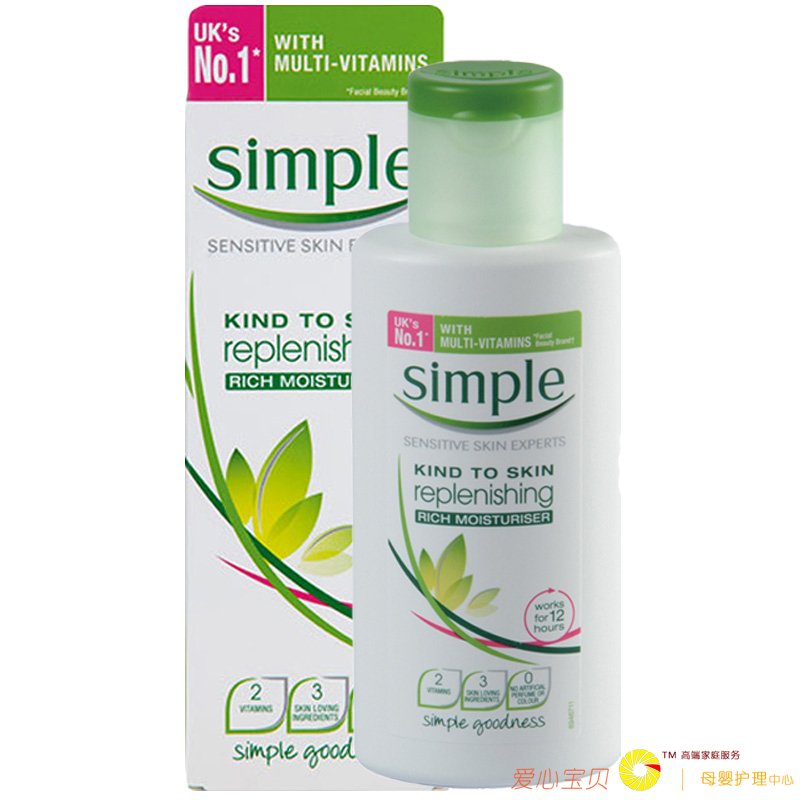 UK's
No.1*
WITH
MULTI-VITAMINS
*Facial Beauty
simple
SENSITIVE SKIN
KIND TO
replenish
RICH MOISTUR
2
VITAMINS
3
SKIN LOVING
INGREDIENTS
simple
simple
UK's
No.1*
WITH
MULTI-VITAMINS
*Facial
Beauty Brand
simple
SENSITIVE SKIN EXPERTS
KIND TO SKIN
replenishing
RICH MOISTURISER
works
for 12
hours
2
VITAMINS
3
SKIN LOVING
INGREDIENTS
0
NO ARTIFICIAL
PERFUME OR
COLOUR
simple goodness
爱心宝贝
TM 高端家庭服务
母婴护理中心